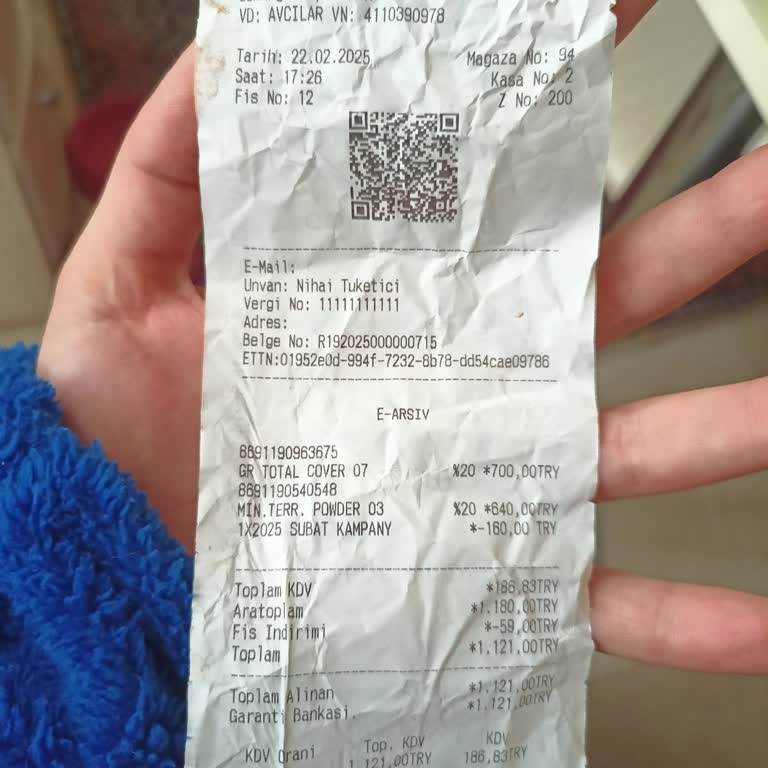 VD: AVCILAR VN: 4110390978
Tarih: 22.02.2025 Magaza No: 94
Saat: 17:26 Kasa No: 2
Fis No: 12 Z No: 200
E-Mail:
Unvan: Nihai Tuketici
Vergi No: 11111111111
Adres:
Belge No: R192025000000715
ETTN:01952e0d-994f-7232-8b78-dd54cae09786
E-ARSIV
8691190963675
GR TOTAL COVER 07 %20 *700,00TRY
8691190540548
MIN.TERR. POWDER 03 %20 *640,00TRY
1X2025 SUBAT KAMPANY *-160,00 TRY
Toplam KDV *186,83TRY
Aratoplam *1.180,00TRY
Fis Indirimi *-59,00TRY
Toplam *1.121,00TRY
Toplam Alinan *1.121,00TRY
Garanti Bankasi. *1.121,00TRY
KDV Orani Top. KDV KDV
1.121,00TRY 186,83TRY